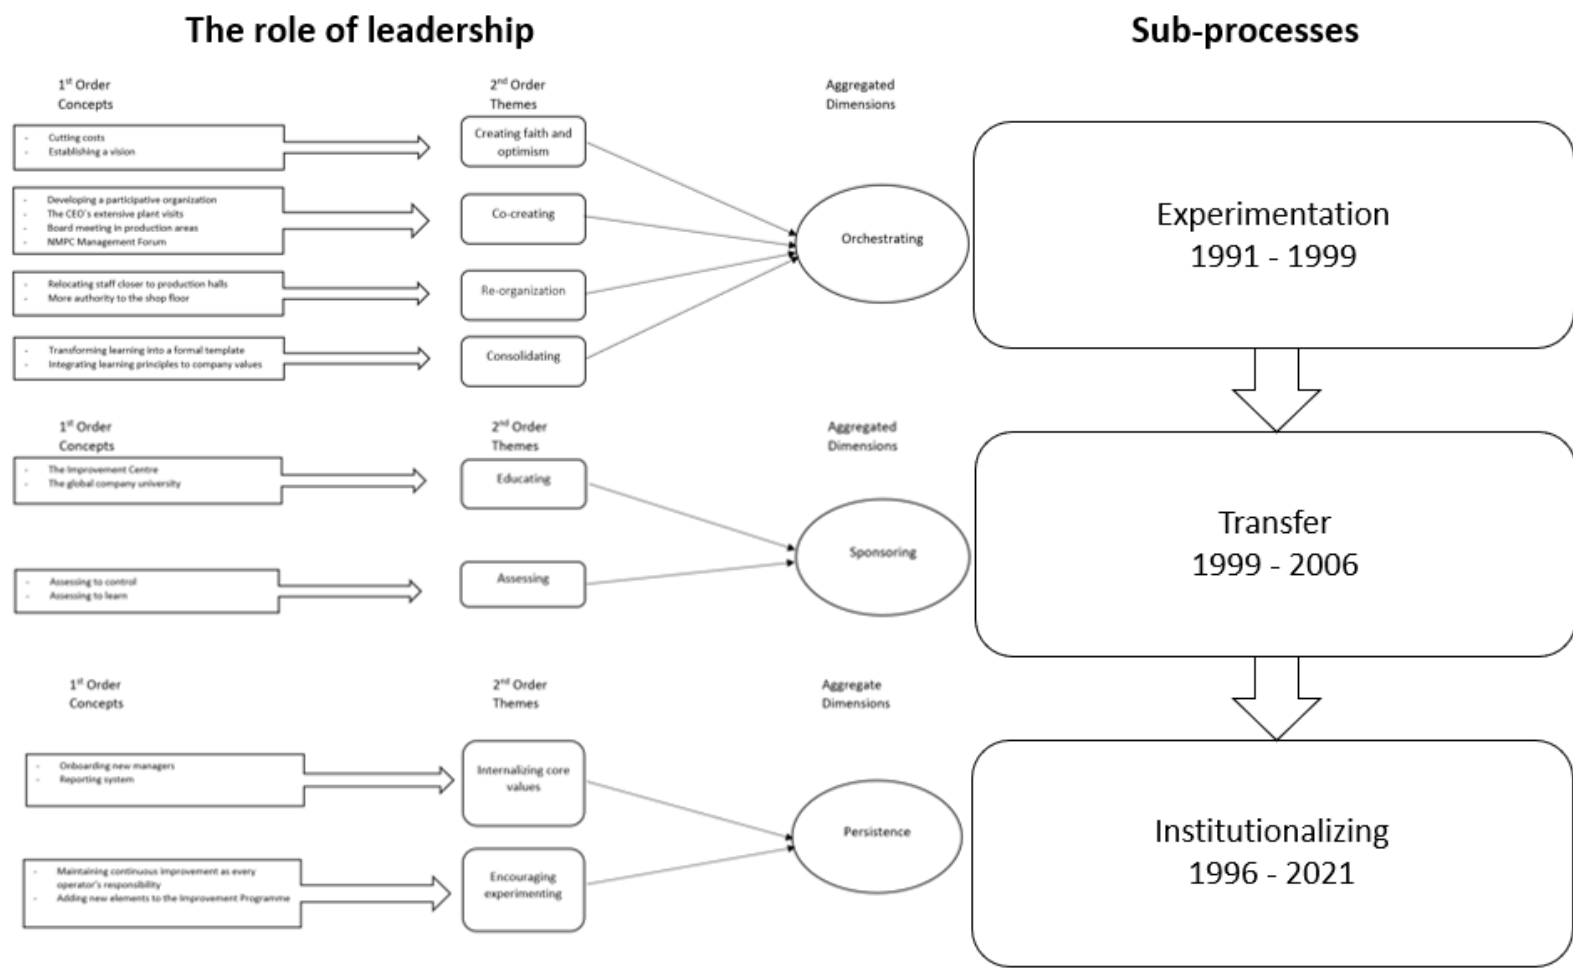 The role of leadership
Sub-processes
1st Order
Concepts
2nd Order
Themes
Aggregated
Dimensions
- Cutting costs
- Establishing a vision
Creating faith and
optimism
- Developing a participative organization
- The CEO's extensive plant visits
- Board meeting in production areas
- NMPC Management Forum
Co-creating
- Relocating staff closer to production halls
- More authority to the shop floor
Re-organization
- Transforming learning into a formal template
- Integrating learning principles to company values
Consolidating
Orchestrating
Experimentation
1991 - 1999
1st Order
Concepts
2nd Order
Themes
Aggregated
Dimensions
- The Improvement Centre
- The global company university
Educating
- Assessing to control
- Assessing to learn
Assessing
Sponsoring
Transfer
1999 - 2006
1st Order
Concepts
2nd Order
Themes
Aggregate
Dimensions
- Onboarding new managers
- Reporting system
Internalizing core
values
- Maintaining continuous improvement as every
operator's responsibility
- Adding new elements to the Improvement Programme
Encouraging
experimenting
Persistence
Institutionalizing
1996 - 2021